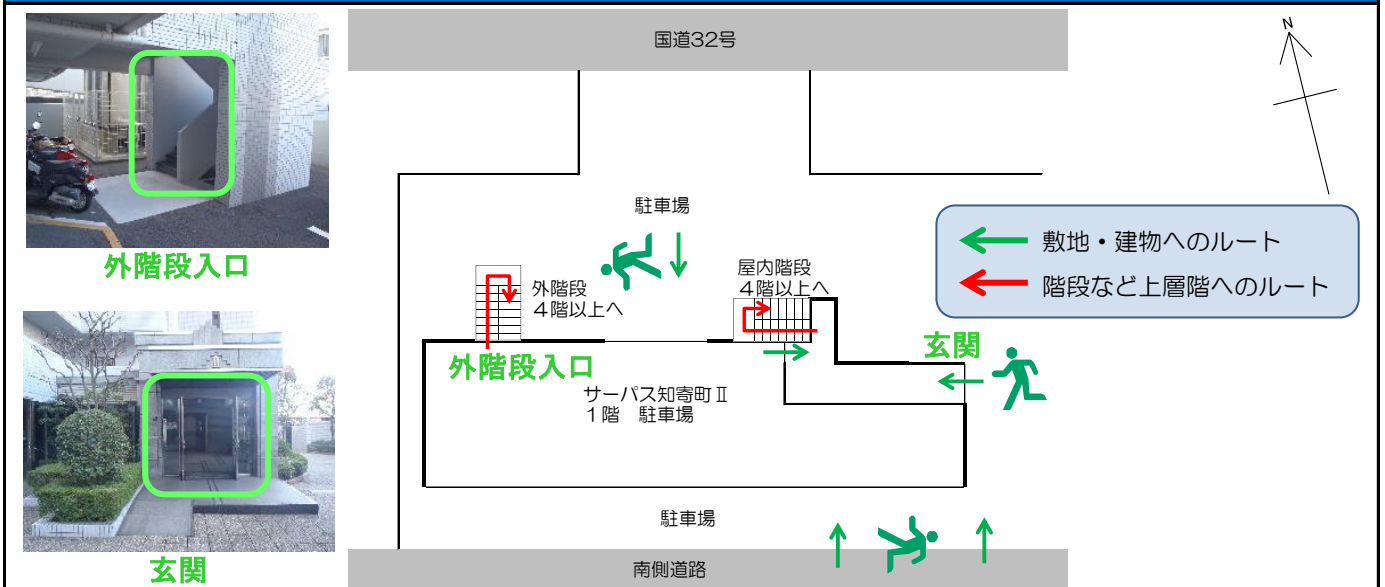 外階段入口
玄関
国道32号
N
駐車場
敷地・建物へのルート
階段など上層階へのルート
外階段
4階以上へ
屋内階段
4階以上へ
玄関
外階段入口
サーパス知寄町Ⅱ
1階 駐車場
駐車場
南側道路